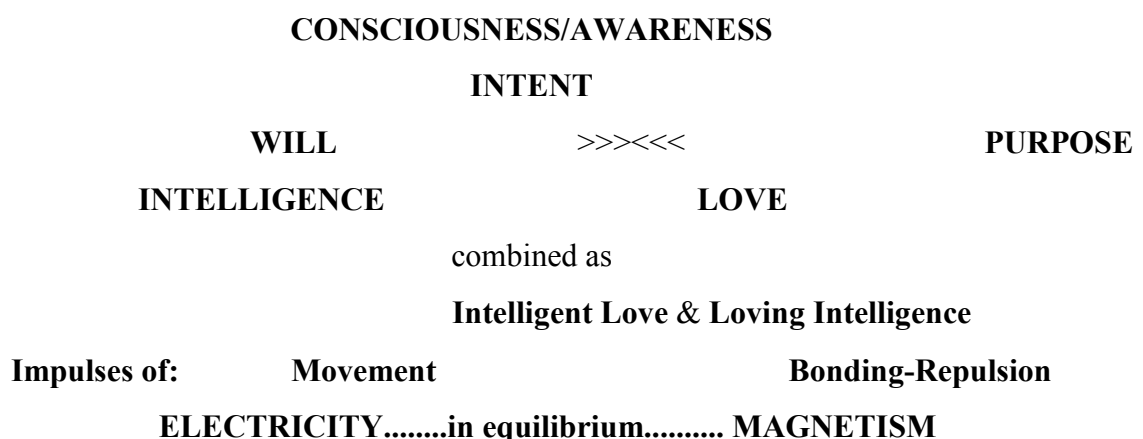 CONSCIOUSNESS/AWARENESS
INTENT
WILL >>><<< PURPOSE
INTELLIGENCE LOVE
combined as
Intelligent Love & Loving Intelligence
Impulses of: Movement Bonding-Repulsion
ELECTRICITY........in equilibrium.......... MAGNETISM